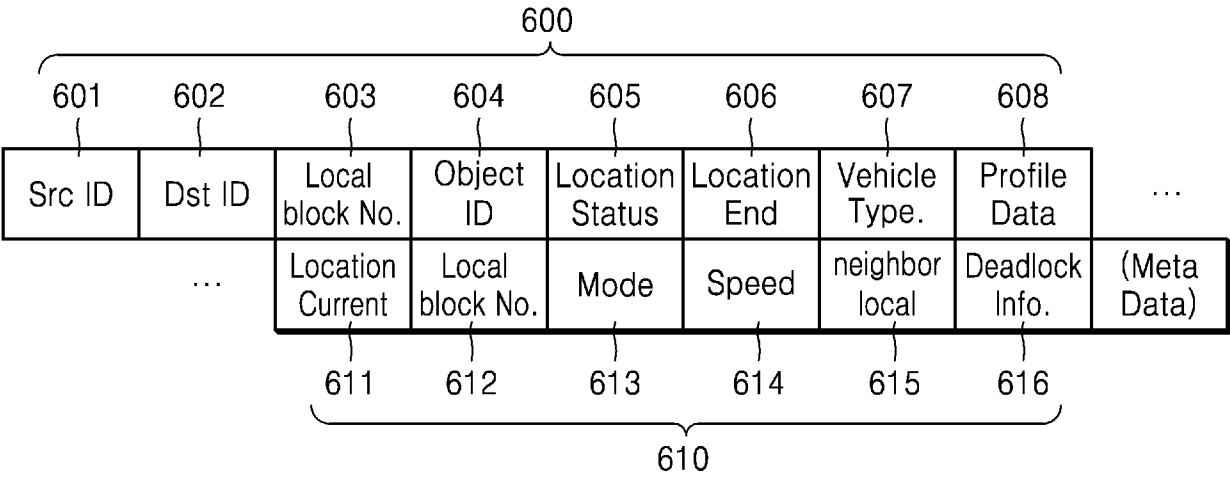 600
601 602 603 604 605 606 607 608
Src ID Dst ID Local block No. Object ID Location Status Location End Vehicle Type. Profile Data ...
... Location Current Local block No. Mode Speed neighbor local Deadlock Info. (Meta Data)
611 612 613 614 615 616
610